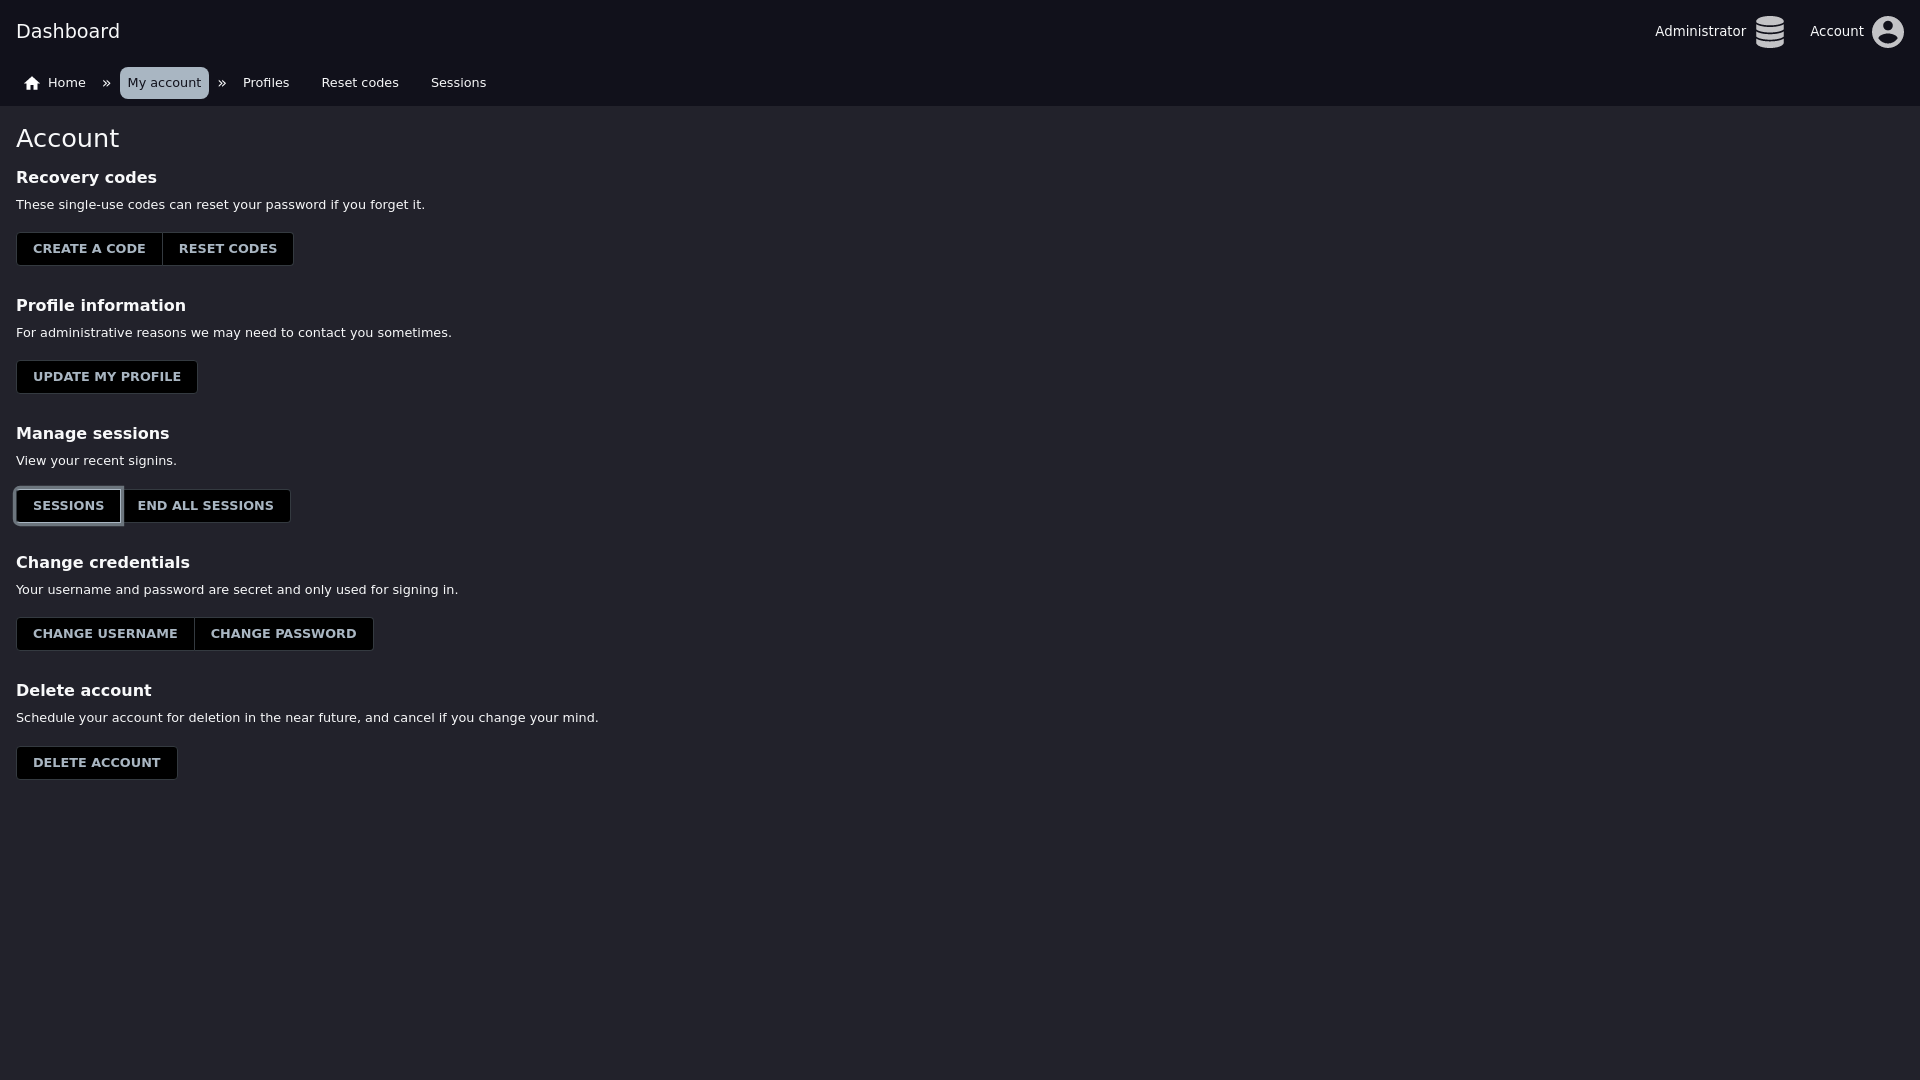 Dashboard
Administrator
Account
Home » My account » Profiles Reset codes Sessions
Account
Recovery codes
These single-use codes can reset your password if you forget it.
CREATE A CODE RESET CODES
Profile information
For administrative reasons we may need to contact you sometimes.
UPDATE MY PROFILE
Manage sessions
View your recent signins.
SESSIONS END ALL SESSIONS
Change credentials
Your username and password are secret and only used for signing in.
CHANGE USERNAME CHANGE PASSWORD
Delete account
Schedule your account for deletion in the near future, and cancel if you change your mind.
DELETE ACCOUNT